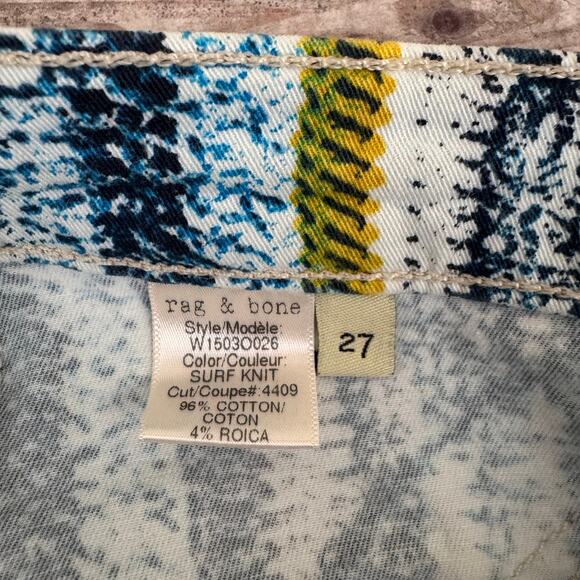 rag & bone
Style/Modèle:
W1503O026
Color/Couleur:
SURF KNIT
Cut/Coupe#:4409
96% COTTON/
COTON
4% ROICA
27